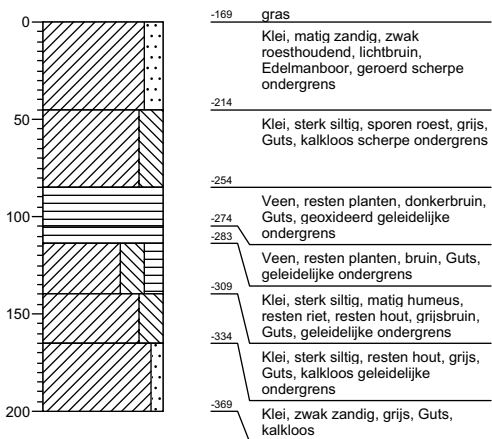 0
50
100
150
200
-169
gras
Klei, matig zandig, zwak
roesthoudend, lichtbruin,
Edelmanboor, geroerd scherpe
ondergrens
-214
Klei, sterk siltig, sporen roest, grijs,
Guts, kalkloos scherpe ondergrens
-254
Veen, resten planten, donkerbruin,
Guts, geoxideerd geleidelijke
ondergrens
-274
-283
Veen, resten planten, bruin, Guts,
geleidelijke ondergrens
-309
Klei, sterk siltig, matig humeus,
resten riet, resten hout, grijsbruin,
Guts, geleidelijke ondergrens
-334
Klei, sterk siltig, resten hout, grijs,
Guts, kalkloos geleidelijke
ondergrens
-369
Klei, zwak zandig, grijs, Guts,
kalkloos